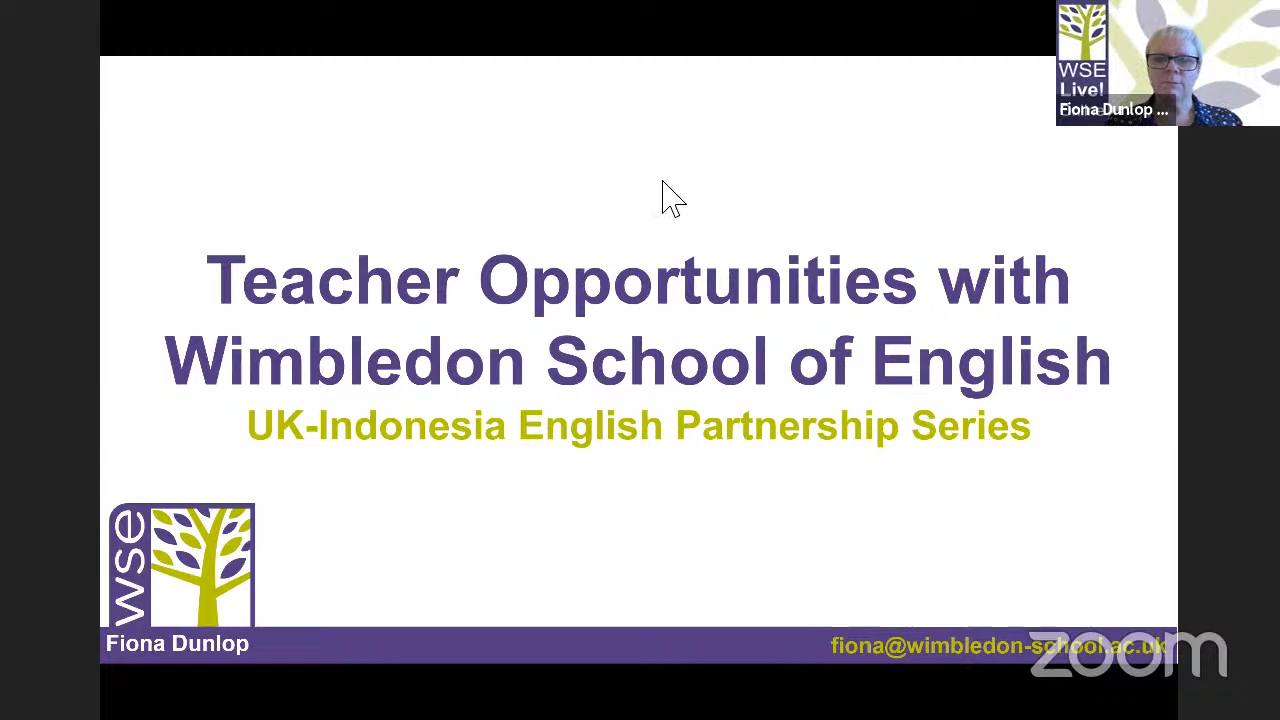 WSE
Live!
Fiona Dunlop ...
Teacher Opportunities with
Wimbledon School of English
UK-Indonesia English Partnership Series
wse
Fiona Dunlop
fiona@wimbledon-school.ac.uk
zoom